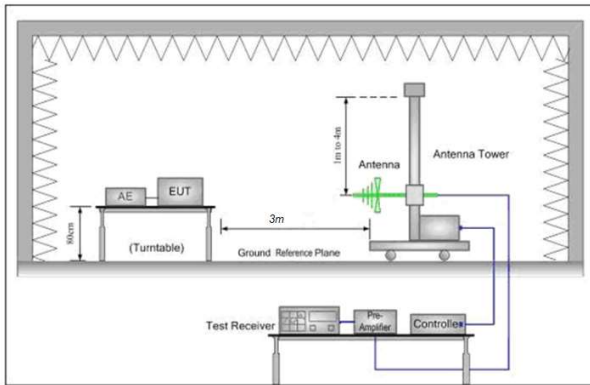 1m to 4m
Antenna
Antenna Tower
AE
EUT
80cm
(Turntable)
3m
Ground Reference Plane
Test Receiver
Pre-
Amplifier
Controller